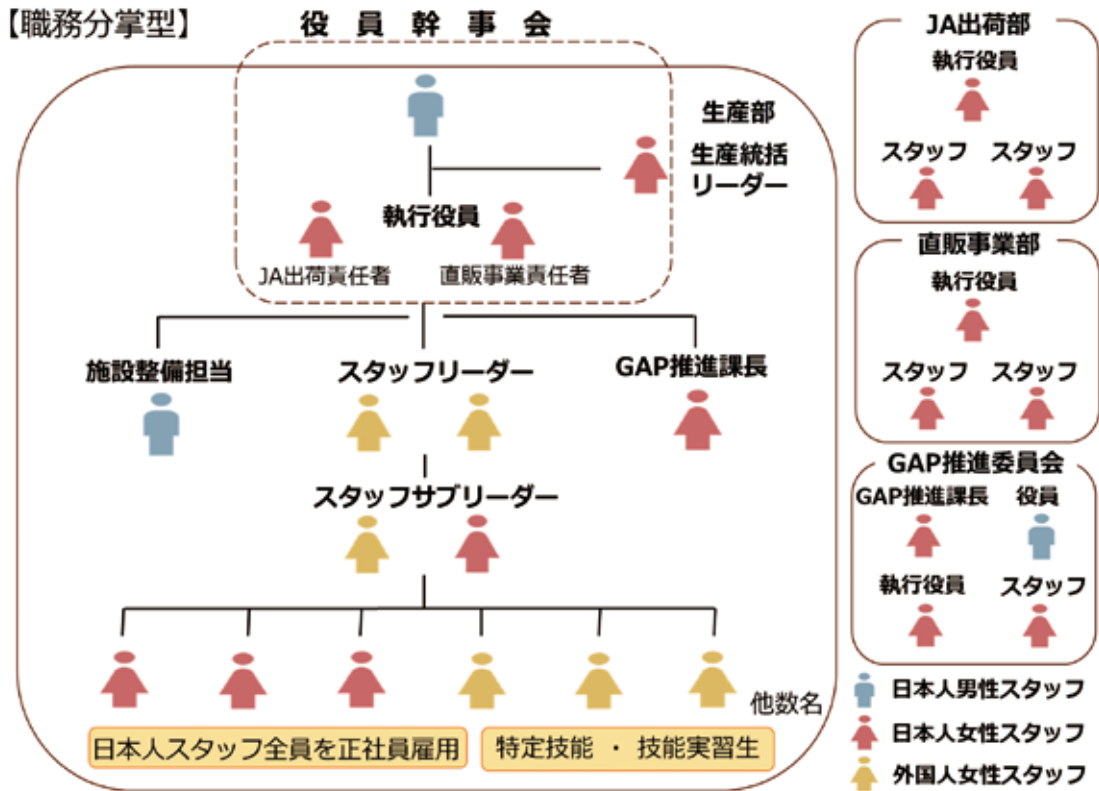 【職務分掌型】
役員幹事会
生産部
生産統括
リーダー
執行役員
JA出荷責任者
直販事業責任者
施設整備担当
スタッフリーダー
GAP推進課長
スタッフサブリーダー
他数名
日本人スタッフ全員を正社員雇用
特定技能 ・ 技能実習生
JA出荷部
執行役員
スタッフ
スタッフ
直販事業部
執行役員
スタッフ
スタッフ
GAP推進委員会
GAP推進課長
役員
執行役員
スタッフ
日本人男性スタッフ
日本人女性スタッフ
外国人女性スタッフ